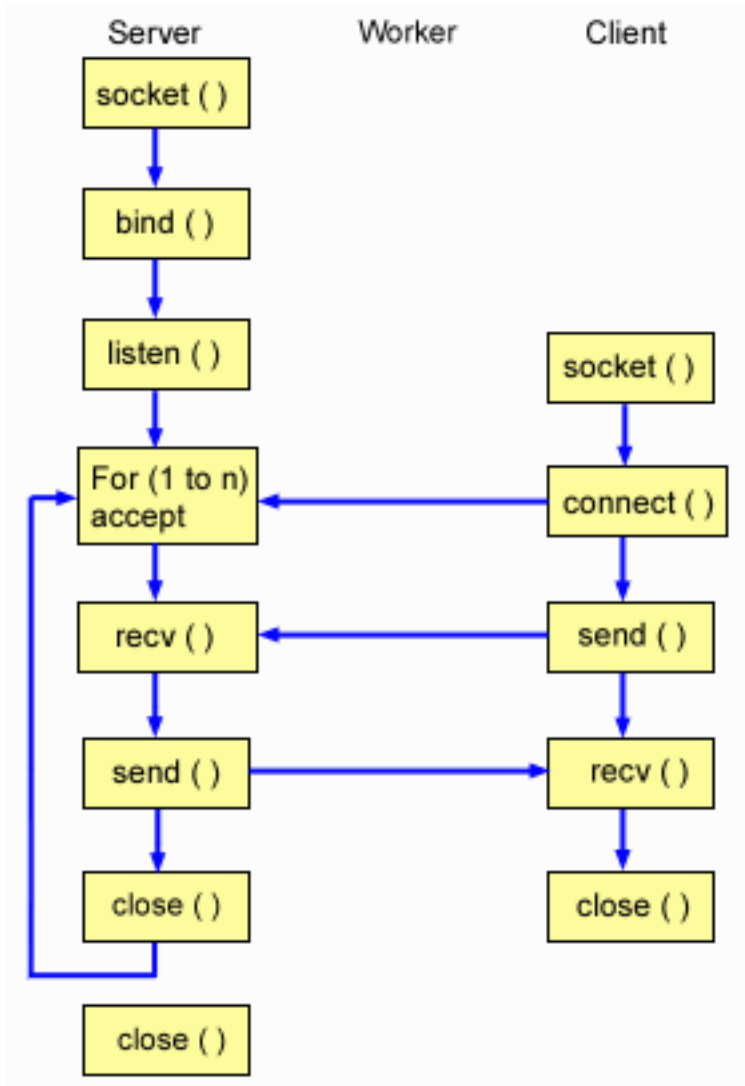 Server Worker Client
socket ( )
bind ( )
listen ( )
For (1 to n)
accept
recv ( )
send ( )
close ( )
close ( )
socket ( )
connect ( )
send ( )
recv ( )
close ( )